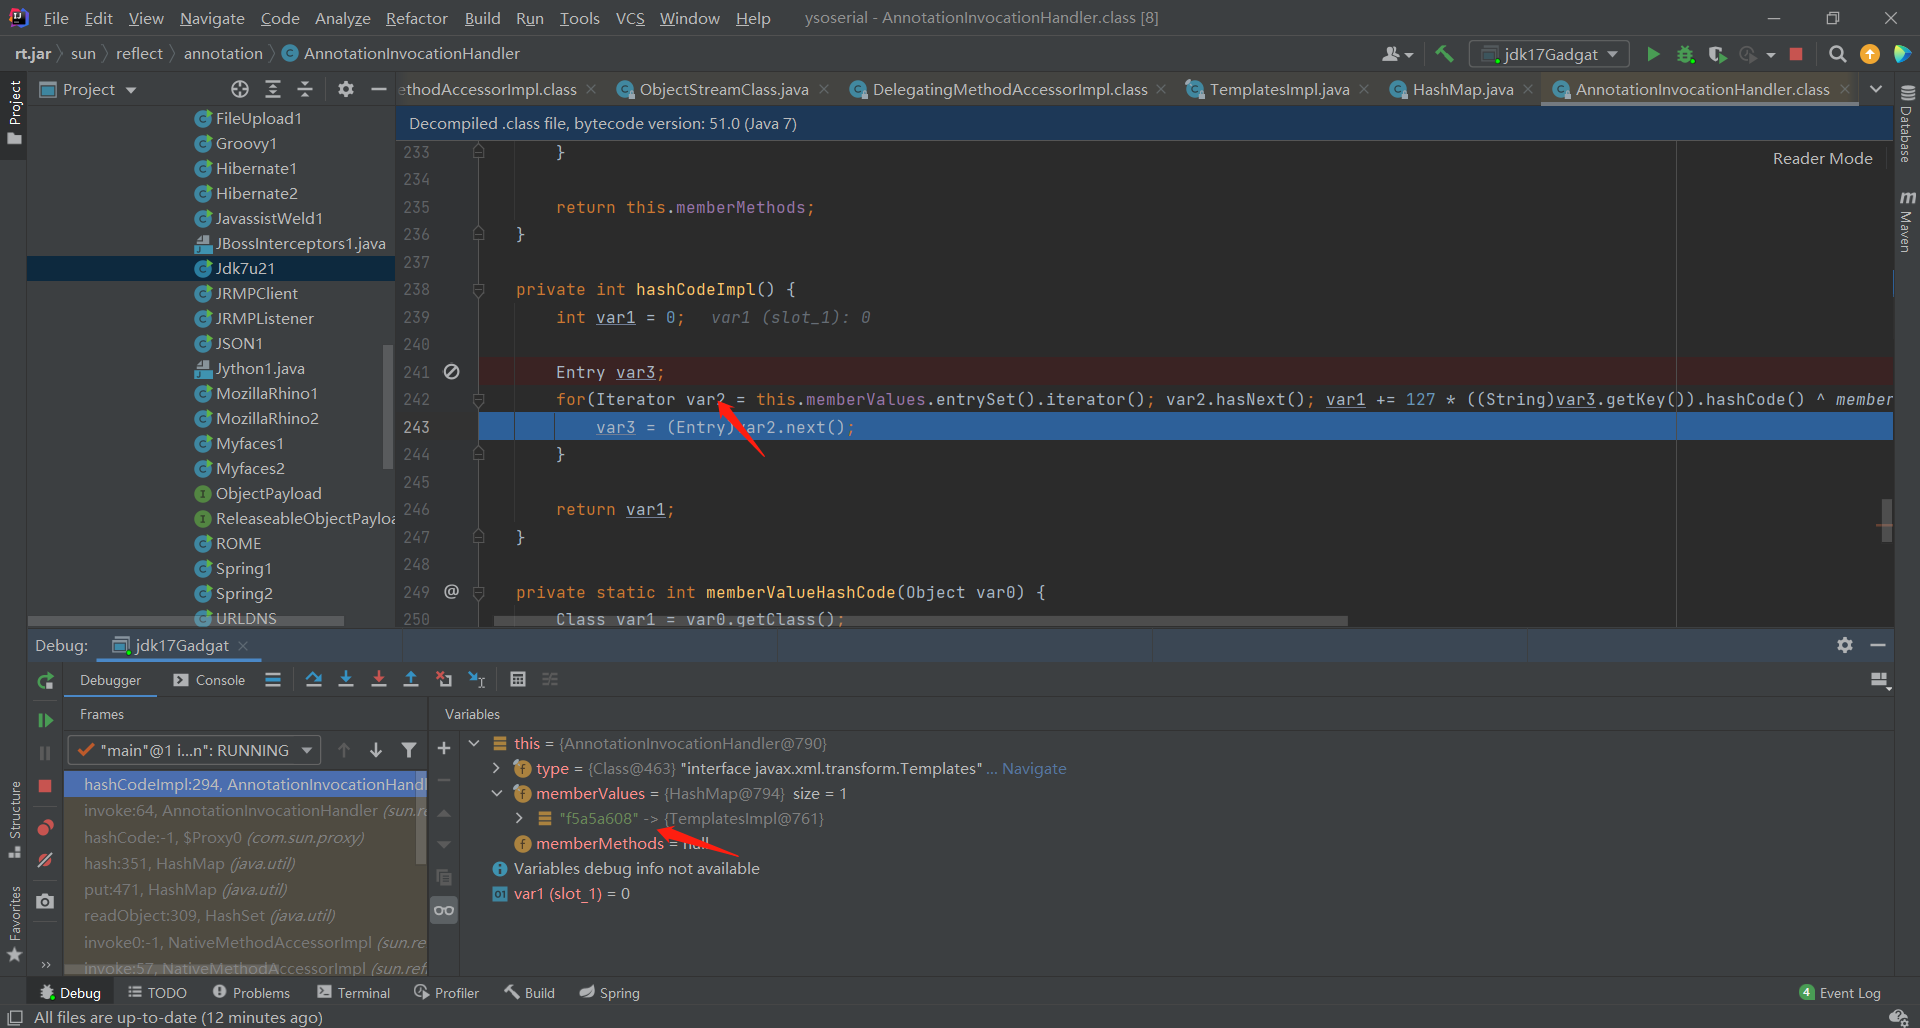 File Edit View Navigate Code Analyze Refactor Build Run Tools VCS Window Help ysoserial - AnnotationInvocationHandler.class [8]
rt.jar sun reflect annotation AnnotationInvocationHandler jdk17Gadgat
Project
Project
ethodAccessorImpl.class ObjectStreamClass.java DelegatingMethodAccessorImpl.class TemplatesImpl.java HashMap.java AnnotationInvocationHandler.class
Decompiled .class file, bytecode version: 51.0 (Java 7)
Reader Mode
Database
Maven
FileUpload1
Groovy1
Hibernate1
Hibernate2
JavassistWeld1
JBossInterceptors1.java
Jdk7u21
JRMPClient
JRMPListener
JSON1
Jython1.java
MozillaRhino1
MozillaRhino2
Myfaces1
Myfaces2
ObjectPayload
ReleaseableObjectPayloa
ROME
Spring1
Spring2
URLDNS
233 }
234
235 return this.memberMethods;
236 }
237
238 private int hashCodeImpl() {
239 int var1 = 0; var1 (slot_1): 0
240
241 Entry var3;
242 for(Iterator var2 = this.memberValues.entrySet().iterator(); var2.hasNext(); var1 += 127 * ((String)var3.getKey()).hashCode() ^ member
243 var3 = (Entry)var2.next();
244 }
245
246 return var1;
247 }
248
249 @ private static int memberValueHashCode(Object var0) {
250 Class var1 = var0.getClass();
Debug: jdk17Gadgat
Debugger Console
Frames
"main"@1 i...n": RUNNING
hashCodeImpl:294, AnnotationInvocationHandl
invoke:64, AnnotationInvocationHandler (sun.re
hashCode:-1, $Proxy0 (com.sun.proxy)
hash:351, HashMap (java.util)
put:471, HashMap (java.util)
readObject:309, HashSet (java.util)
invoke0:-1, NativeMethodAccessorImpl (sun.re
invoke:57, NativeMethodAccessorImpl (sun.refl
Variables
this = {AnnotationInvocationHandler@790}
type = {Class@463} "interface javax.xml.transform.Templates" ... Navigate
memberValues = {HashMap@794} size = 1
"f5a5a608" -> {TemplatesImpl@761}
memberMethods = null
Variables debug info not available
var1 (slot_1) = 0
Structure
Favorites
Debug TODO Problems Terminal Profiler Build Spring 4 Event Log
All files are up-to-date (12 minutes ago)